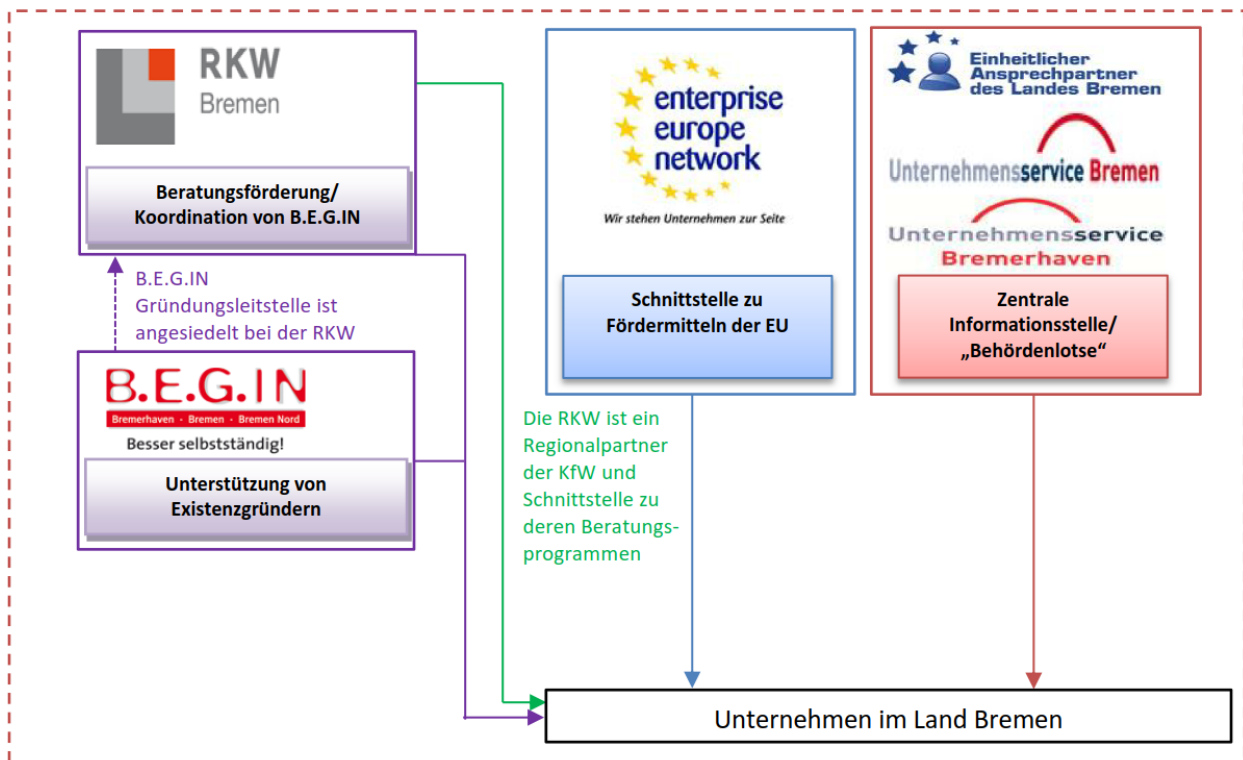 RKW
Bremen
Beratungsförderung/
Koordination von B.E.G.IN
B.E.G.IN
Gründungsleitstelle ist
angesiedelt bei der RKW
B.E.G.IN
Bremerhaven · Bremen · Bremen Nord
Besser selbstständig!
Unterstützung von
Existenzgründern
Die RKW ist ein
Regionalpartner
der KfW und
Schnittstelle zu
deren Beratungs-
programmen
enterprise
europe
network
Wir stehen Unternehmen zur Seite
Schnittstelle zu
Fördermitteln der EU
Einheitlicher
Ansprechpartner
des Landes Bremen
Unternehmensservice Bremen
Unternehmensservice
Bremerhaven
Zentrale
Informationsstelle/
„Behördenlotse“
Unternehmen im Land Bremen